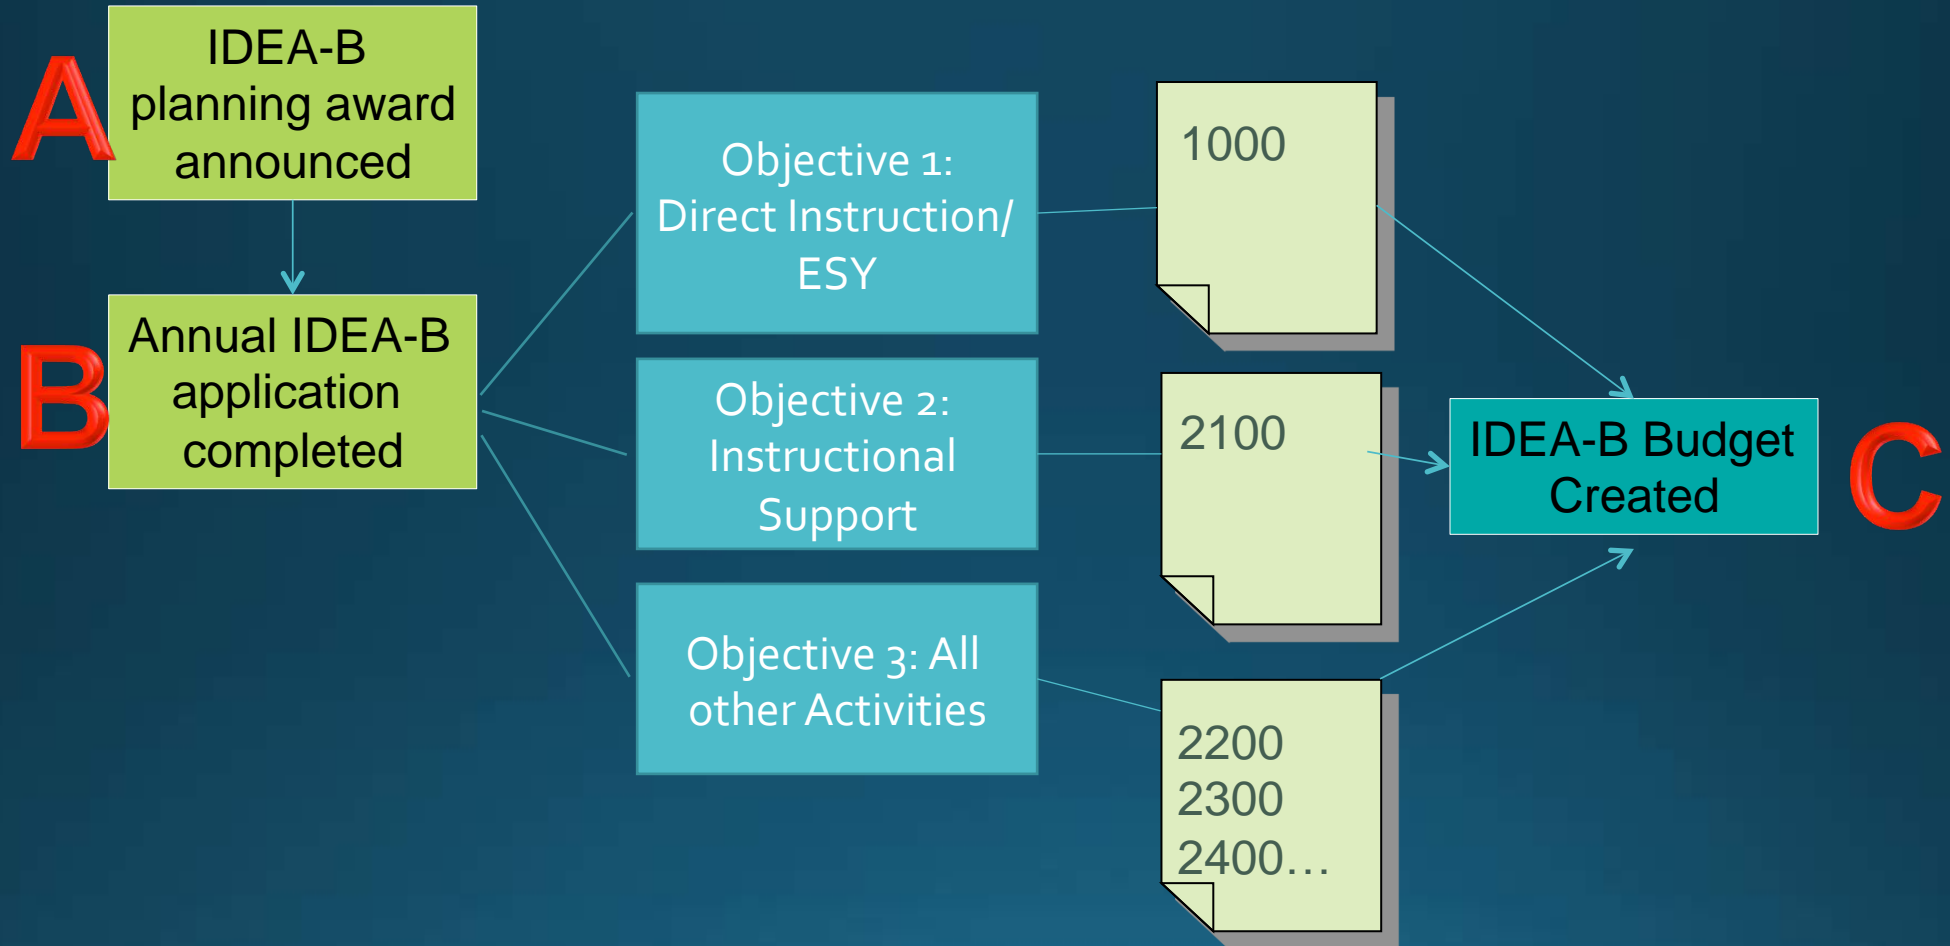 A
IDEA-B
planning award
announced
B
Annual IDEA-B
application
completed
Objective 1:
Direct Instruction/
ESY
Objective 2:
Instructional
Support
Objective 3: All
other Activities
1000
2100
2200
2300
2400…
IDEA-B Budget
Created
C